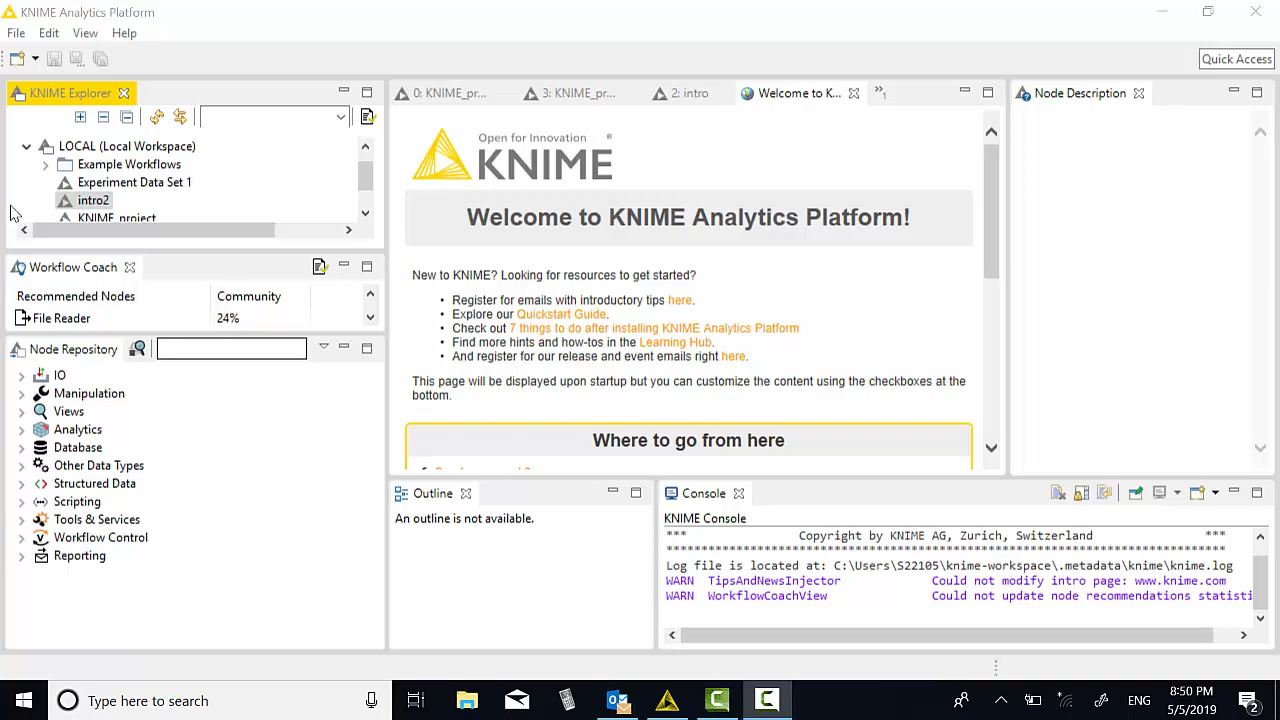 KNIME Analytics Platform
File Edit View Help
Quick Access
KNIME Explorer
LOCAL (Local Workspace)
Example Workflows
Experiment Data Set 1
intro2
KNIME_project
Workflow Coach
Recommended Nodes Community
File Reader 24%
Node Repository
IO
Manipulation
Views
Analytics
Database
Other Data Types
Structured Data
Scripting
Tools & Services
Workflow Control
Reporting
0: KNIME_pr... 3: KNIME_pr... 2: intro Welcome to K... »1
Open for Innovation ®
KNIME
Welcome to KNIME Analytics Platform!
New to KNIME? Looking for resources to get started?
• Register for emails with introductory tips here.
• Explore our Quickstart Guide.
• Check out 7 things to do after installing KNIME Analytics Platform
• Find more hints and how-tos in the Learning Hub.
• And register for our release and event emails right here.
This page will be displayed upon startup but you can customize the content using the checkboxes at the
bottom.
Where to go from here
Node Description
Outline
An outline is not available.
Console
KNIME Console
*** Copyright by KNIME AG, Zurich, Switzerland ***
Log file is located at: C:\Users\S22105\knime-workspace\.metadata\knime\knime.log
WARN TipsAndNewsInjector Could not modify intro page: www.knime.com
WARN WorkflowCoachView Could not update node recommendations statisti
Type here to search
ENG
8:50 PM
5/5/2019
2